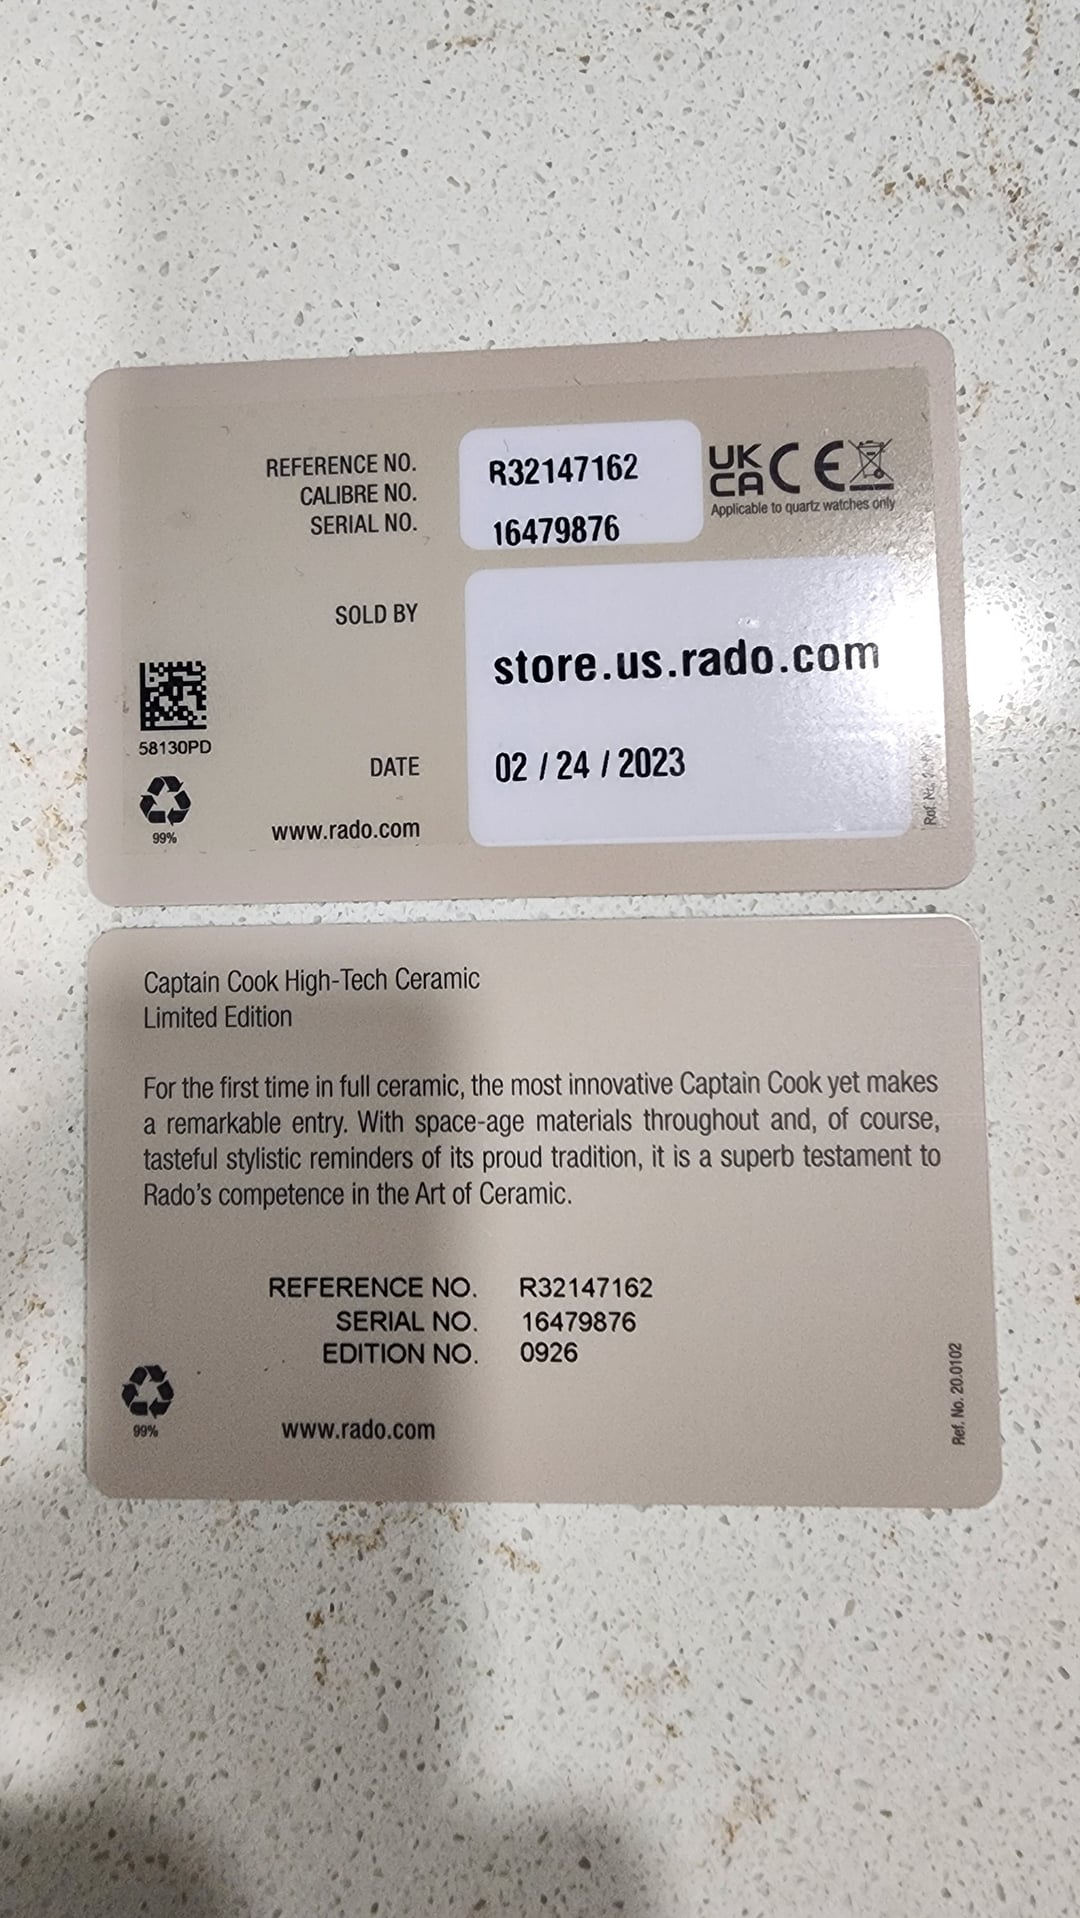 REFERENCE NO. R32147162
CALIBRE NO.
SERIAL NO. 16479876
UK
CA CE
Applicable to quartz watches only
SOLD BY store.us.rado.com
58130PD
DATE 02 / 24 / 2023
99%
www.rado.com
Ref. No.
Captain Cook High-Tech Ceramic
Limited Edition
For the first time in full ceramic, the most innovative Captain Cook yet makes
a remarkable entry. With space-age materials throughout and, of course,
tasteful stylistic reminders of its proud tradition, it is a superb testament to
Rado's competence in the Art of Ceramic.
REFERENCE NO. R32147162
SERIAL NO. 16479876
EDITION NO. 0926
99%
www.rado.com
Ref. No. 20.0102